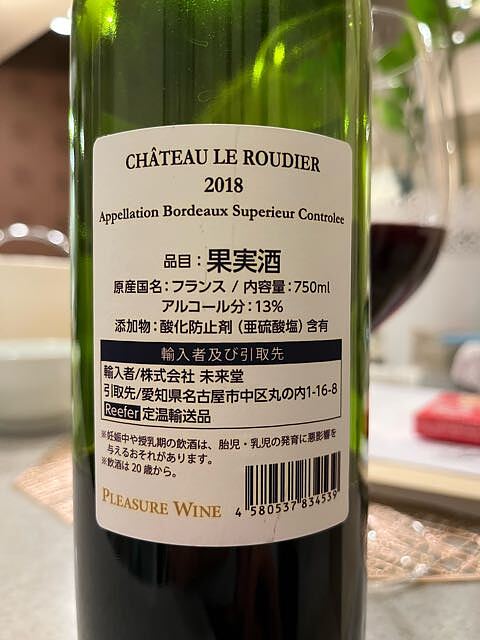 CHÂTEAU LE ROUDIER
2018
Appellation Bordeaux Superieur Controlee
品目：果実酒
原産国名：フランス / 内容量：750ml
アルコール分：13%
添加物：酸化防止剤（亜硫酸塩）含有
輸入者及び引取先
輸入者/株式会社 未来堂
引取先/愛知県名古屋市中区丸の内1-16-8
Reefer 定温輸送品
※妊娠中や授乳期の飲酒は、胎児・乳児の発育に悪影響を
与えるおそれがあります。
※飲酒は20歳から。
PLEASURE WINE
4 580537 834539